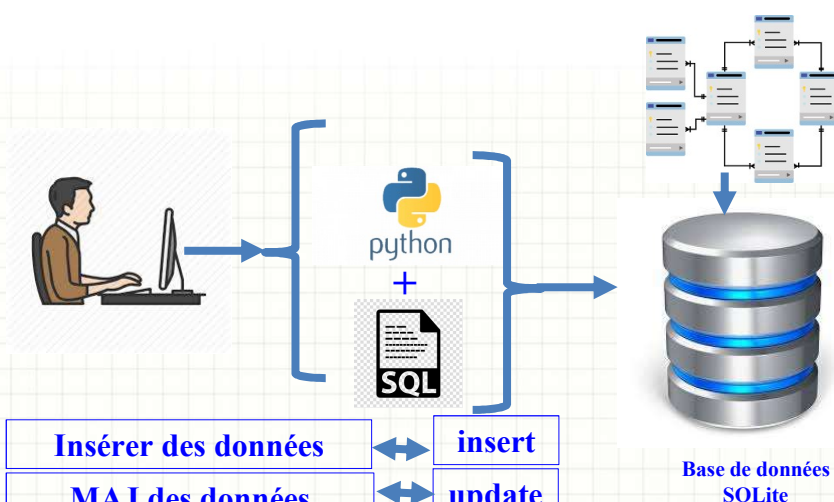 python
+
SQL
Insérer des données
insert
MAJ des données
update
Base de données
SQLite